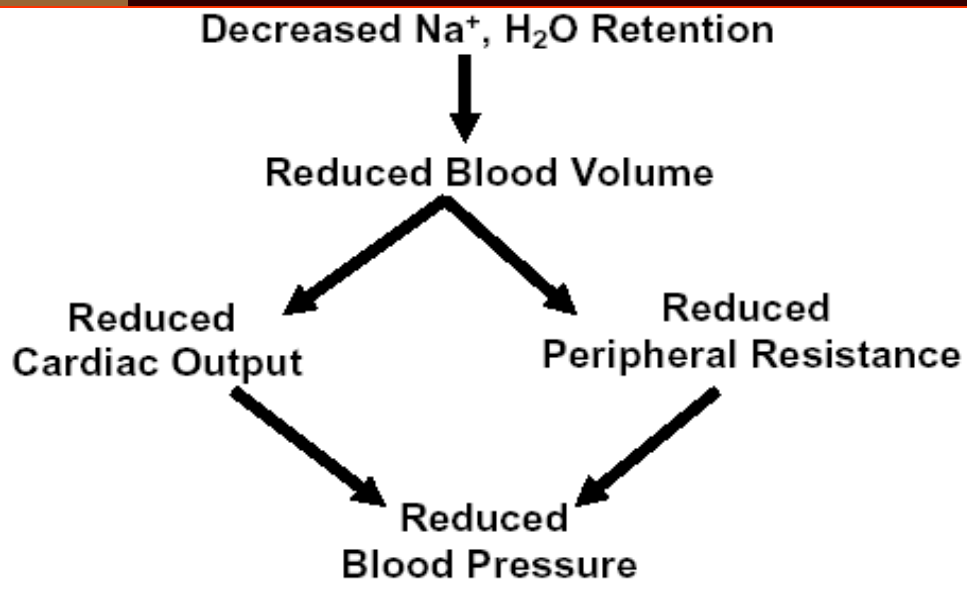 Decreased Na⁺, H₂O Retention
Reduced Blood Volume
Reduced
Cardiac Output
Reduced
Peripheral Resistance
Reduced
Blood Pressure